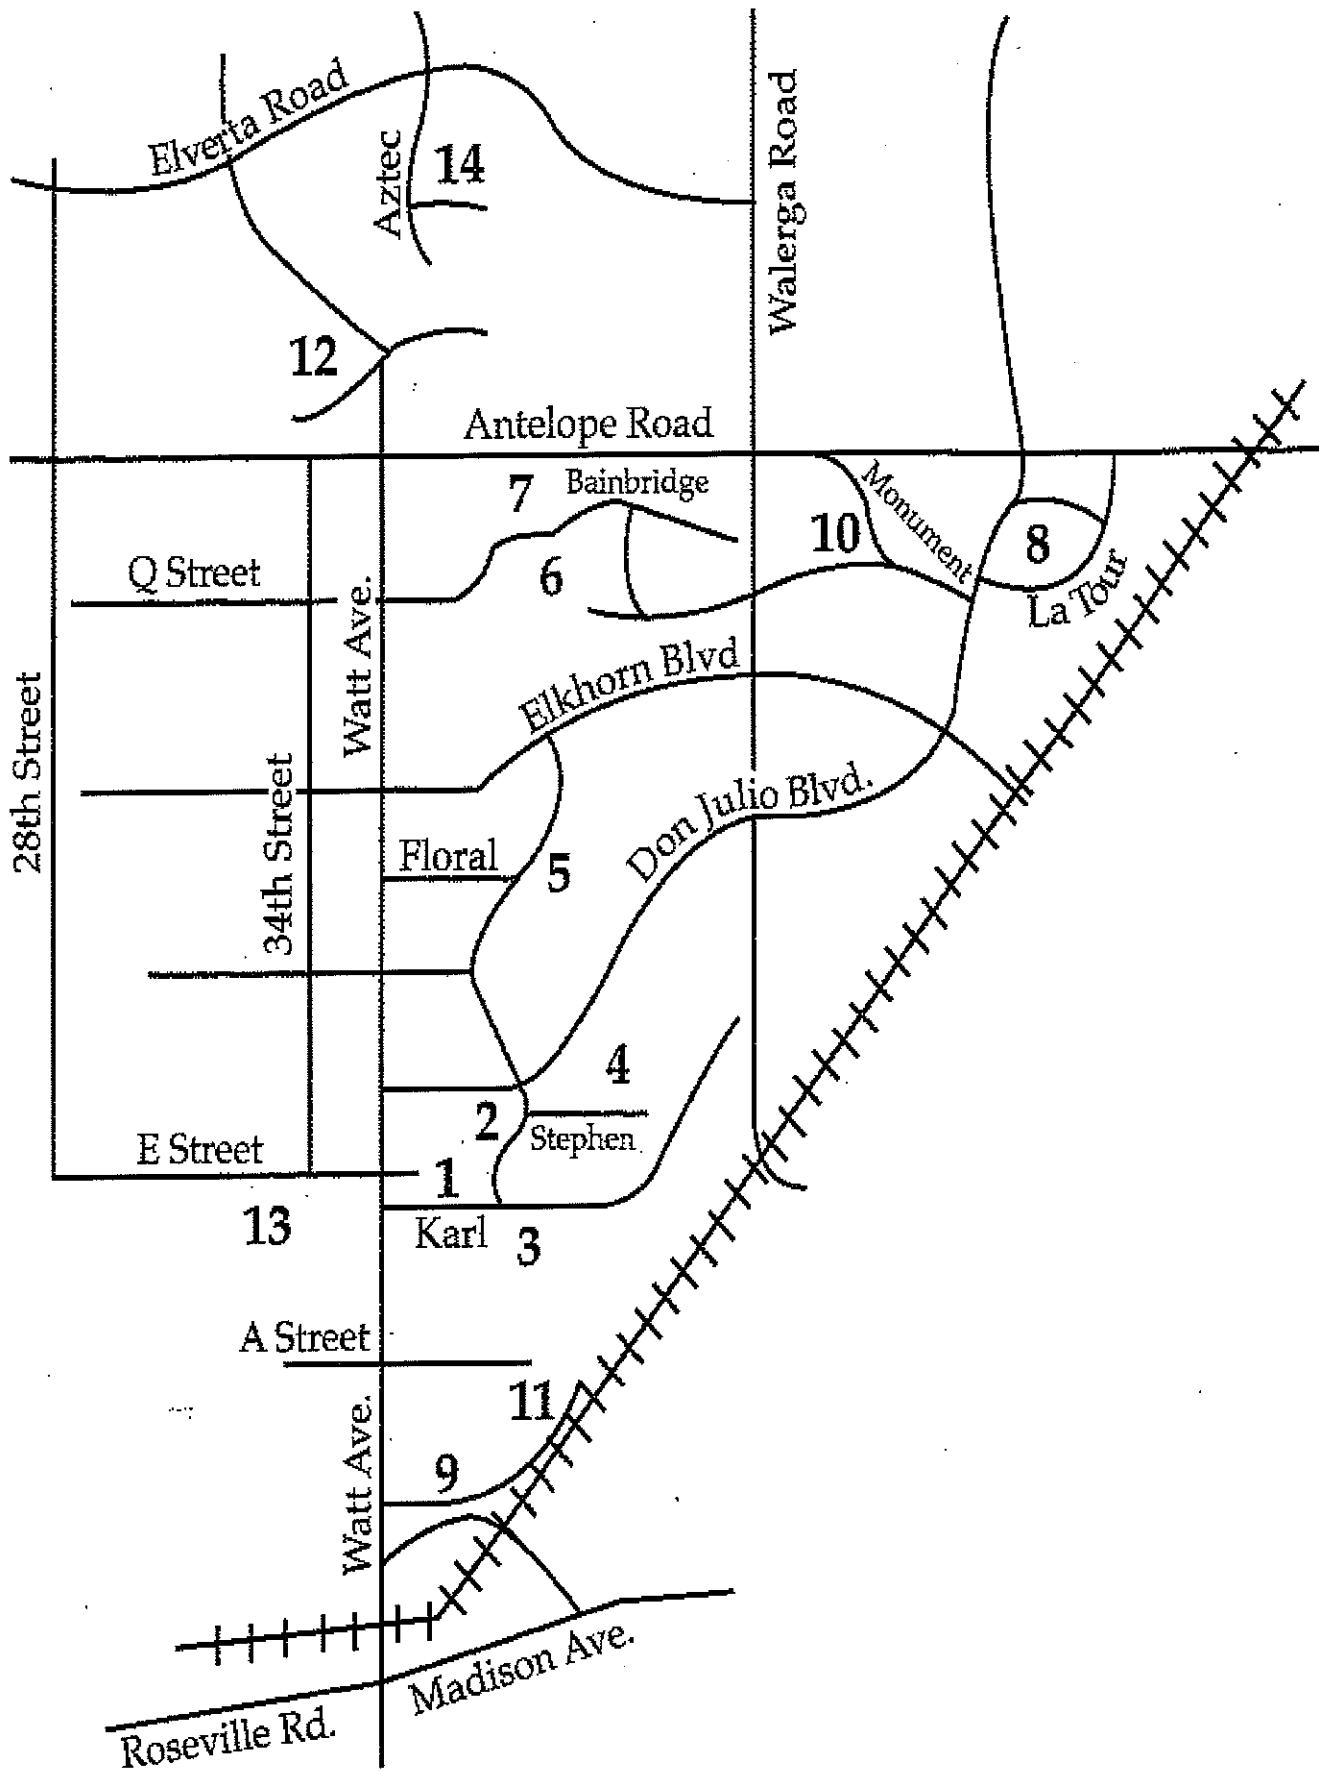 Elverta Road
Aztec
14
Walerga Road
12
Antelope Road
7
Bainbridge
Monument
10
8
Q Street
6
La Tour
Watt Ave.
Elkhorn Blvd
28th Street
34th Street
Don Julio Blvd.
Floral
5
4
2
Stephen
E Street
1
13
Karl
3
A Street
11
Watt Ave.
9
Madison Ave.
Roseville Rd.